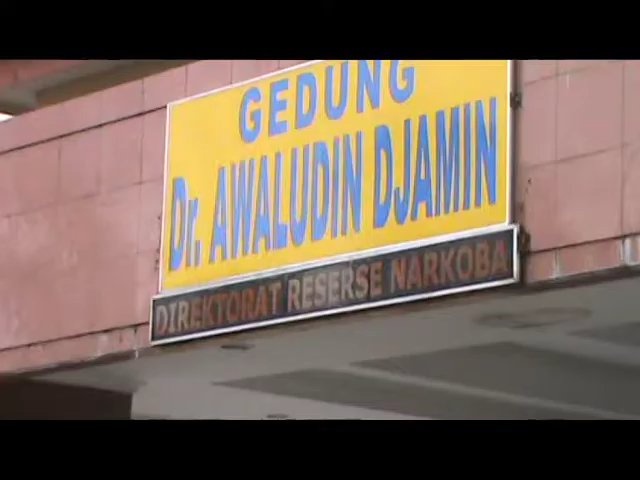 GEDUNG
Dr. AWALUDIN DJAMIN
DIREKTORAT RESERSE NARKOBA